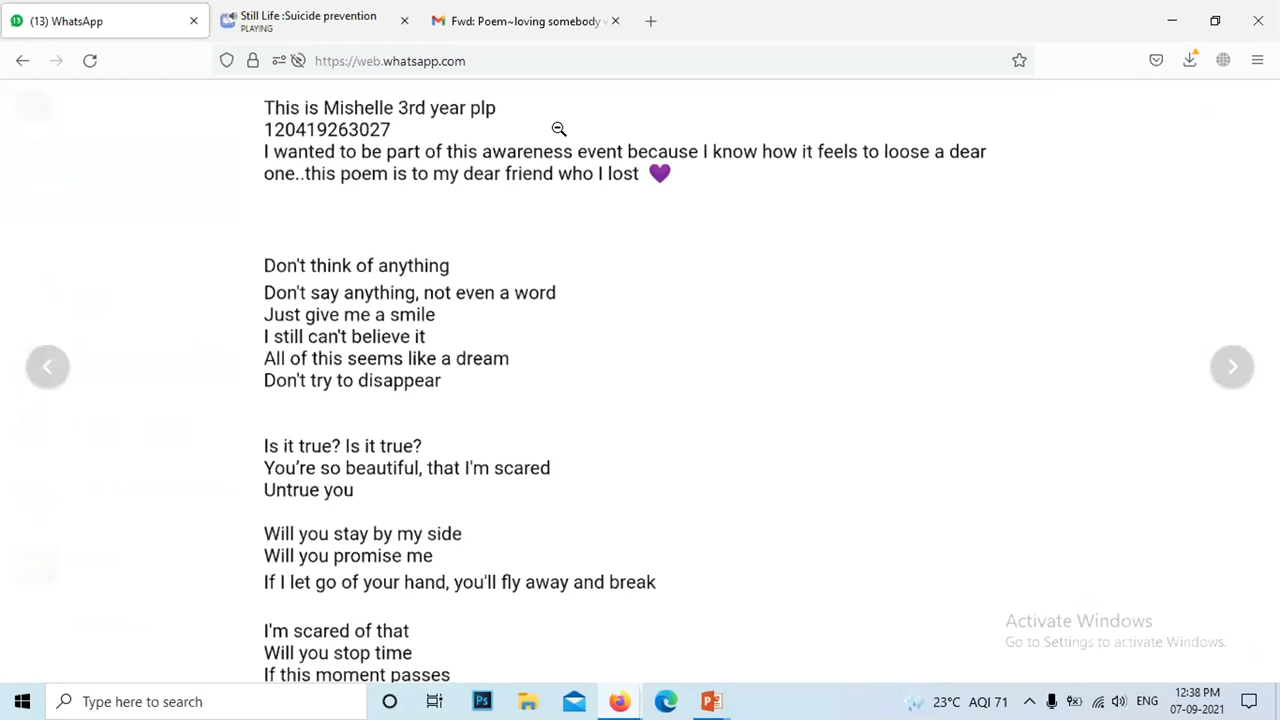 (13) WhatsApp
Still Life :Suicide prevention
PLAYING
Fwd: Poem~loving somebody
https://web.whatsapp.com
This is Mishelle 3rd year plp
120419263027
I wanted to be part of this awareness event because I know how it feels to loose a dear
one..this poem is to my dear friend who I lost 💜
Don't think of anything
Don't say anything, not even a word
Just give me a smile
I still can't believe it
All of this seems like a dream
Don't try to disappear
Is it true? Is it true?
You’re so beautiful, that I'm scared
Untrue you
Will you stay by my side
Will you promise me
If I let go of your hand, you'll fly away and break
I'm scared of that
Will you stop time
If this moment passes
Activate Windows
Go to Settings to activate Windows.
Type here to search
23°C AQI 71
ENG
12:38 PM
07-09-2021